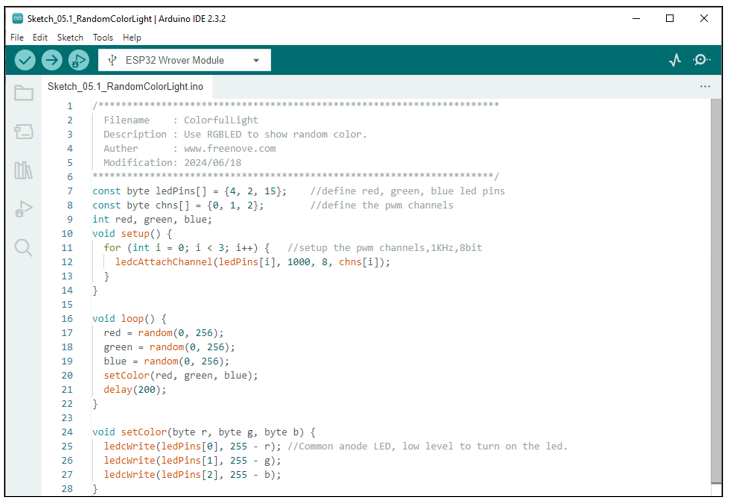 Sketch_05.1_RandomColorLight | Arduino IDE 2.3.2
File Edit Sketch Tools Help
ESP32 Wrover Module
Sketch_05.1_RandomColorLight.ino
1 /**********************************************************************
2   Filename    : ColorfulLight
3   Description : Use RGBLED to show random color.
4   Auther      : www.freenove.com
5   Modification: 2024/06/18
6 **********************************************************************/
7 const byte ledPins[] = {4, 2, 15};    //define red, green, blue led pins
8 const byte chns[] = {0, 1, 2};        //define the pwm channels
9 int red, green, blue;
10 void setup() {
11   for (int i = 0; i < 3; i++) {   //setup the pwm channels,1KHz,8bit
12     ledcAttachChannel(ledPins[i], 1000, 8, chns[i]);
13   }
14 }
15
16 void loop() {
17   red = random(0, 256);
18   green = random(0, 256);
19   blue = random(0, 256);
20   setColor(red, green, blue);
21   delay(200);
22 }
23
24 void setColor(byte r, byte g, byte b) {
25   ledcWrite(ledPins[0], 255 - r); //Common anode LED, low level to turn on the led.
26   ledcWrite(ledPins[1], 255 - g);
27   ledcWrite(ledPins[2], 255 - b);
28 }